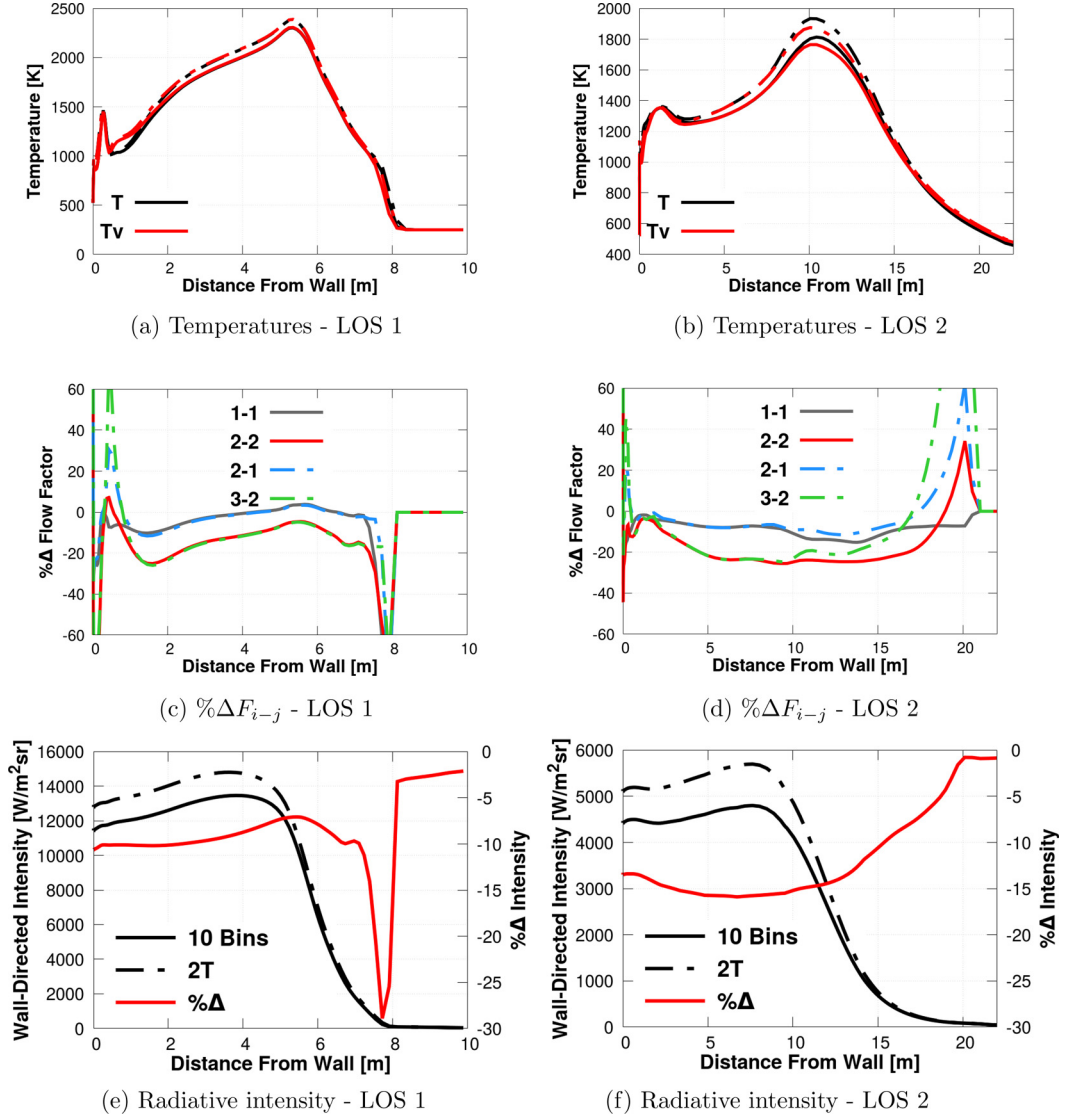 Temperature [K]
2500
2000
1500
1000
500
0
T
Tv
0 2 4 6 8 10
Distance From Wall [m]
(a) Temperatures - LOS 1
Temperature [K]
2000
1800
1600
1400
1200
1000
800
600
400
T
Tv
0 5 10 15 20
Distance From Wall [m]
(b) Temperatures - LOS 2
%Δ Flow Factor
60
40
20
0
-20
-40
-60
1-1
2-2
2-1
3-2
0 2 4 6 8 10
Distance From Wall [m]
(c) %ΔF_{i−j} - LOS 1
%Δ Flow Factor
60
40
20
0
-20
-40
-60
1-1
2-2
2-1
3-2
0 5 10 15 20
Distance From Wall [m]
(d) %ΔF_{i−j} - LOS 2
Wall-Directed Intensity [W/m²sr]
16000
14000
12000
10000
8000
6000
4000
2000
0
10 Bins
2T
%Δ
0
-5
-10
-15
-20
-25
-30
%Δ Intensity
0 2 4 6 8 10
Distance From Wall [m]
(e) Radiative intensity - LOS 1
Wall-Directed Intensity [W/m²sr]
6000
5000
4000
3000
2000
1000
0
10 Bins
2T
%Δ
0
-5
-10
-15
-20
-25
-30
%Δ Intensity
0 5 10 15 20
Distance From Wall [m]
(f) Radiative intensity - LOS 2